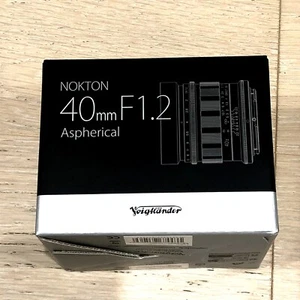 NOKTON
40mm F1.2
Aspherical
Voigtländer